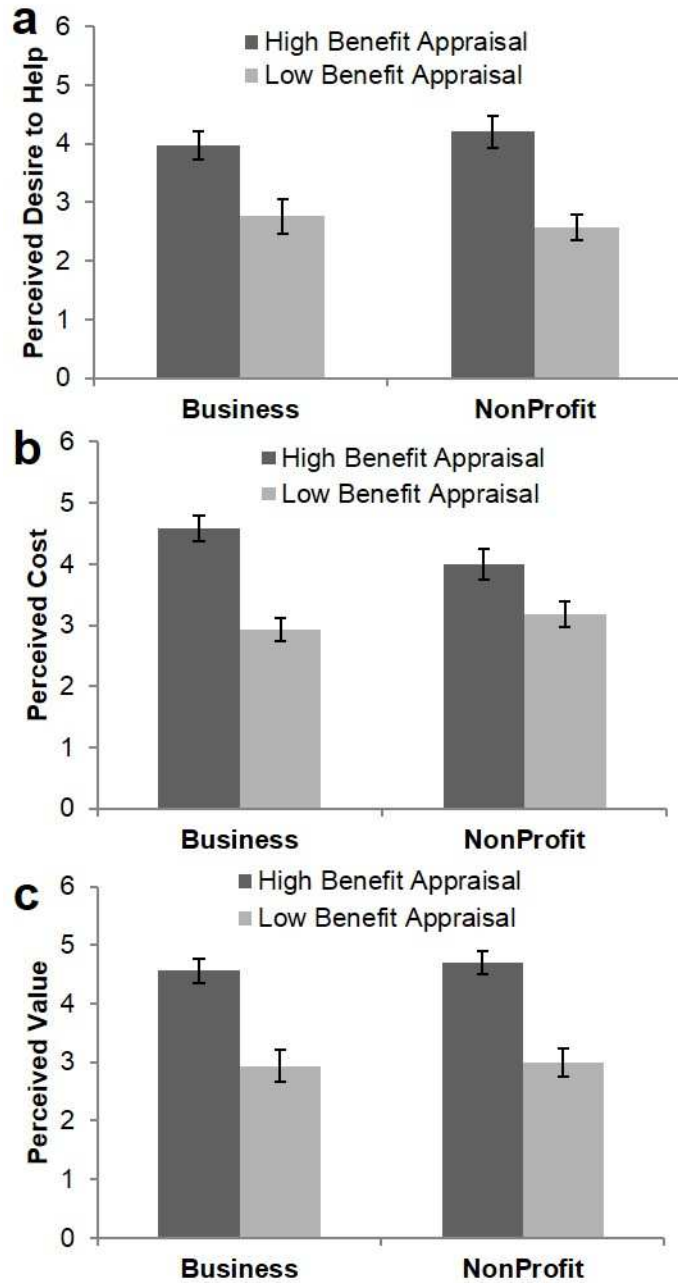 a
6
High Benefit Appraisal
Low Benefit Appraisal
5
4
3
2
1
0
Perceived Desire to Help
Business NonProfit
b
6
High Benefit Appraisal
Low Benefit Appraisal
5
4
3
2
1
0
Perceived Cost
Business NonProfit
c
6
High Benefit Appraisal
Low Benefit Appraisal
5
4
3
2
1
0
Perceived Value
Business NonProfit